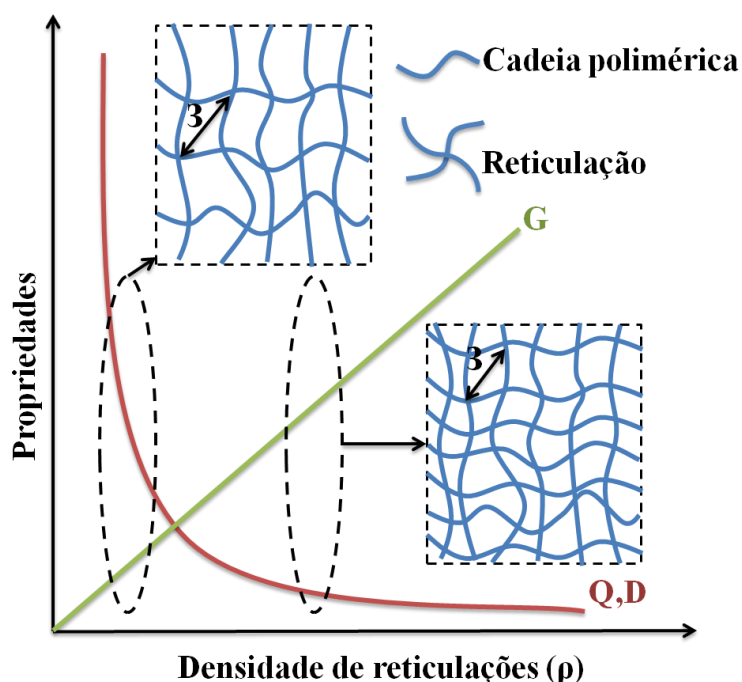 Cadeia polimérica
3
Reticulação
G
Propriedades
3
Q,D
Densidade de reticulações (ρ)